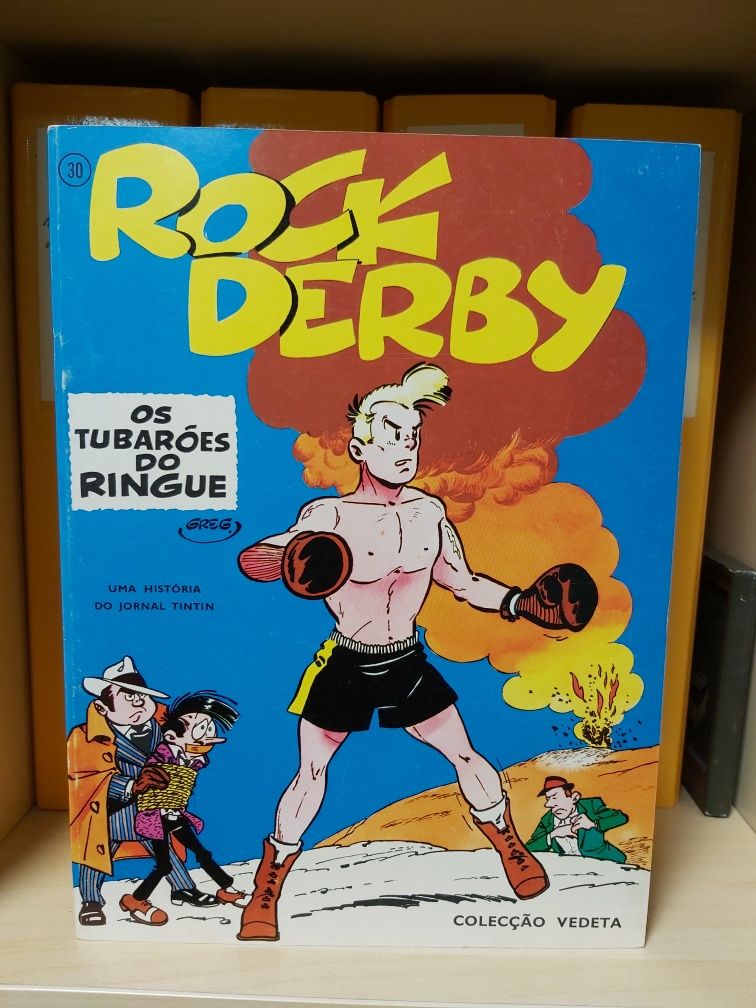 30
ROCK
DERBY
OS
TUBARÕES
DO
RINGUE
GREG.
UMA HISTÓRIA
DO JORNAL TINTIN
COLECÇÃO VEDETA